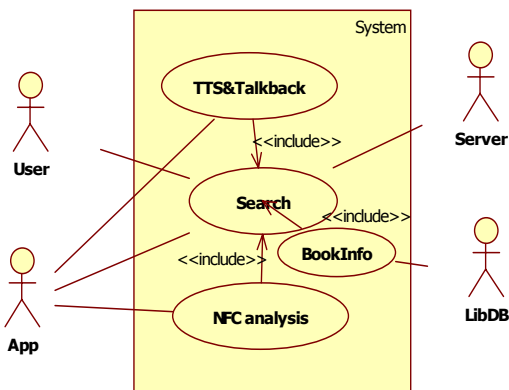 System
TTS&Talkback
<<include>>
User
Server
Search
<<include>>
<<include>>
BookInfo
NFC analysis
LibDB
App